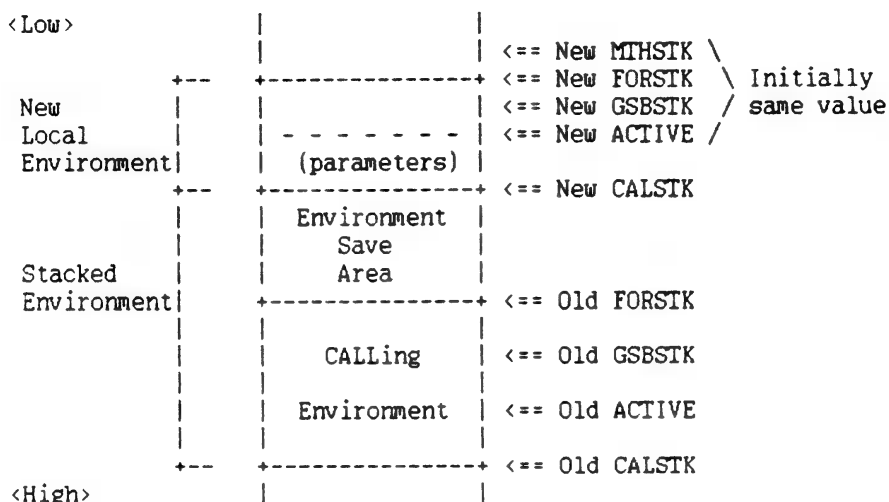 <Low>
<== New MTHSTK \
<== New FORSTK \ Initially
New <== New GSBSTK / same value
Local - - - - - - - <== New ACTIVE /
Environment| | (parameters) |
<== New CALSTK
Environment
Save
Stacked Area
Environment| <== Old FORSTK
CALLing <== Old GSBSTK
Environment <== Old ACTIVE
<== Old CALSTK
<High>